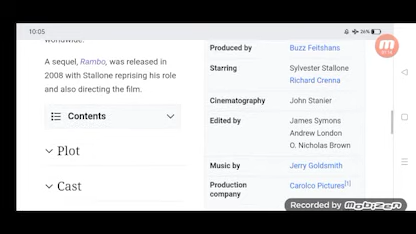 10:05
26%
worldwide.
A sequel, Rambo, was released in
2008 with Stallone reprising his role
and also directing the film.
Contents
Plot
Cast
Produced by Buzz Feitshans
Starring Sylvester Stallone
Richard Crenna
Cinematography John Stanier
Edited by James Symons
Andrew London
O. Nicholas Brown
Music by Jerry Goldsmith
Production Carolco Pictures[1]
company
Recorded by mobizen